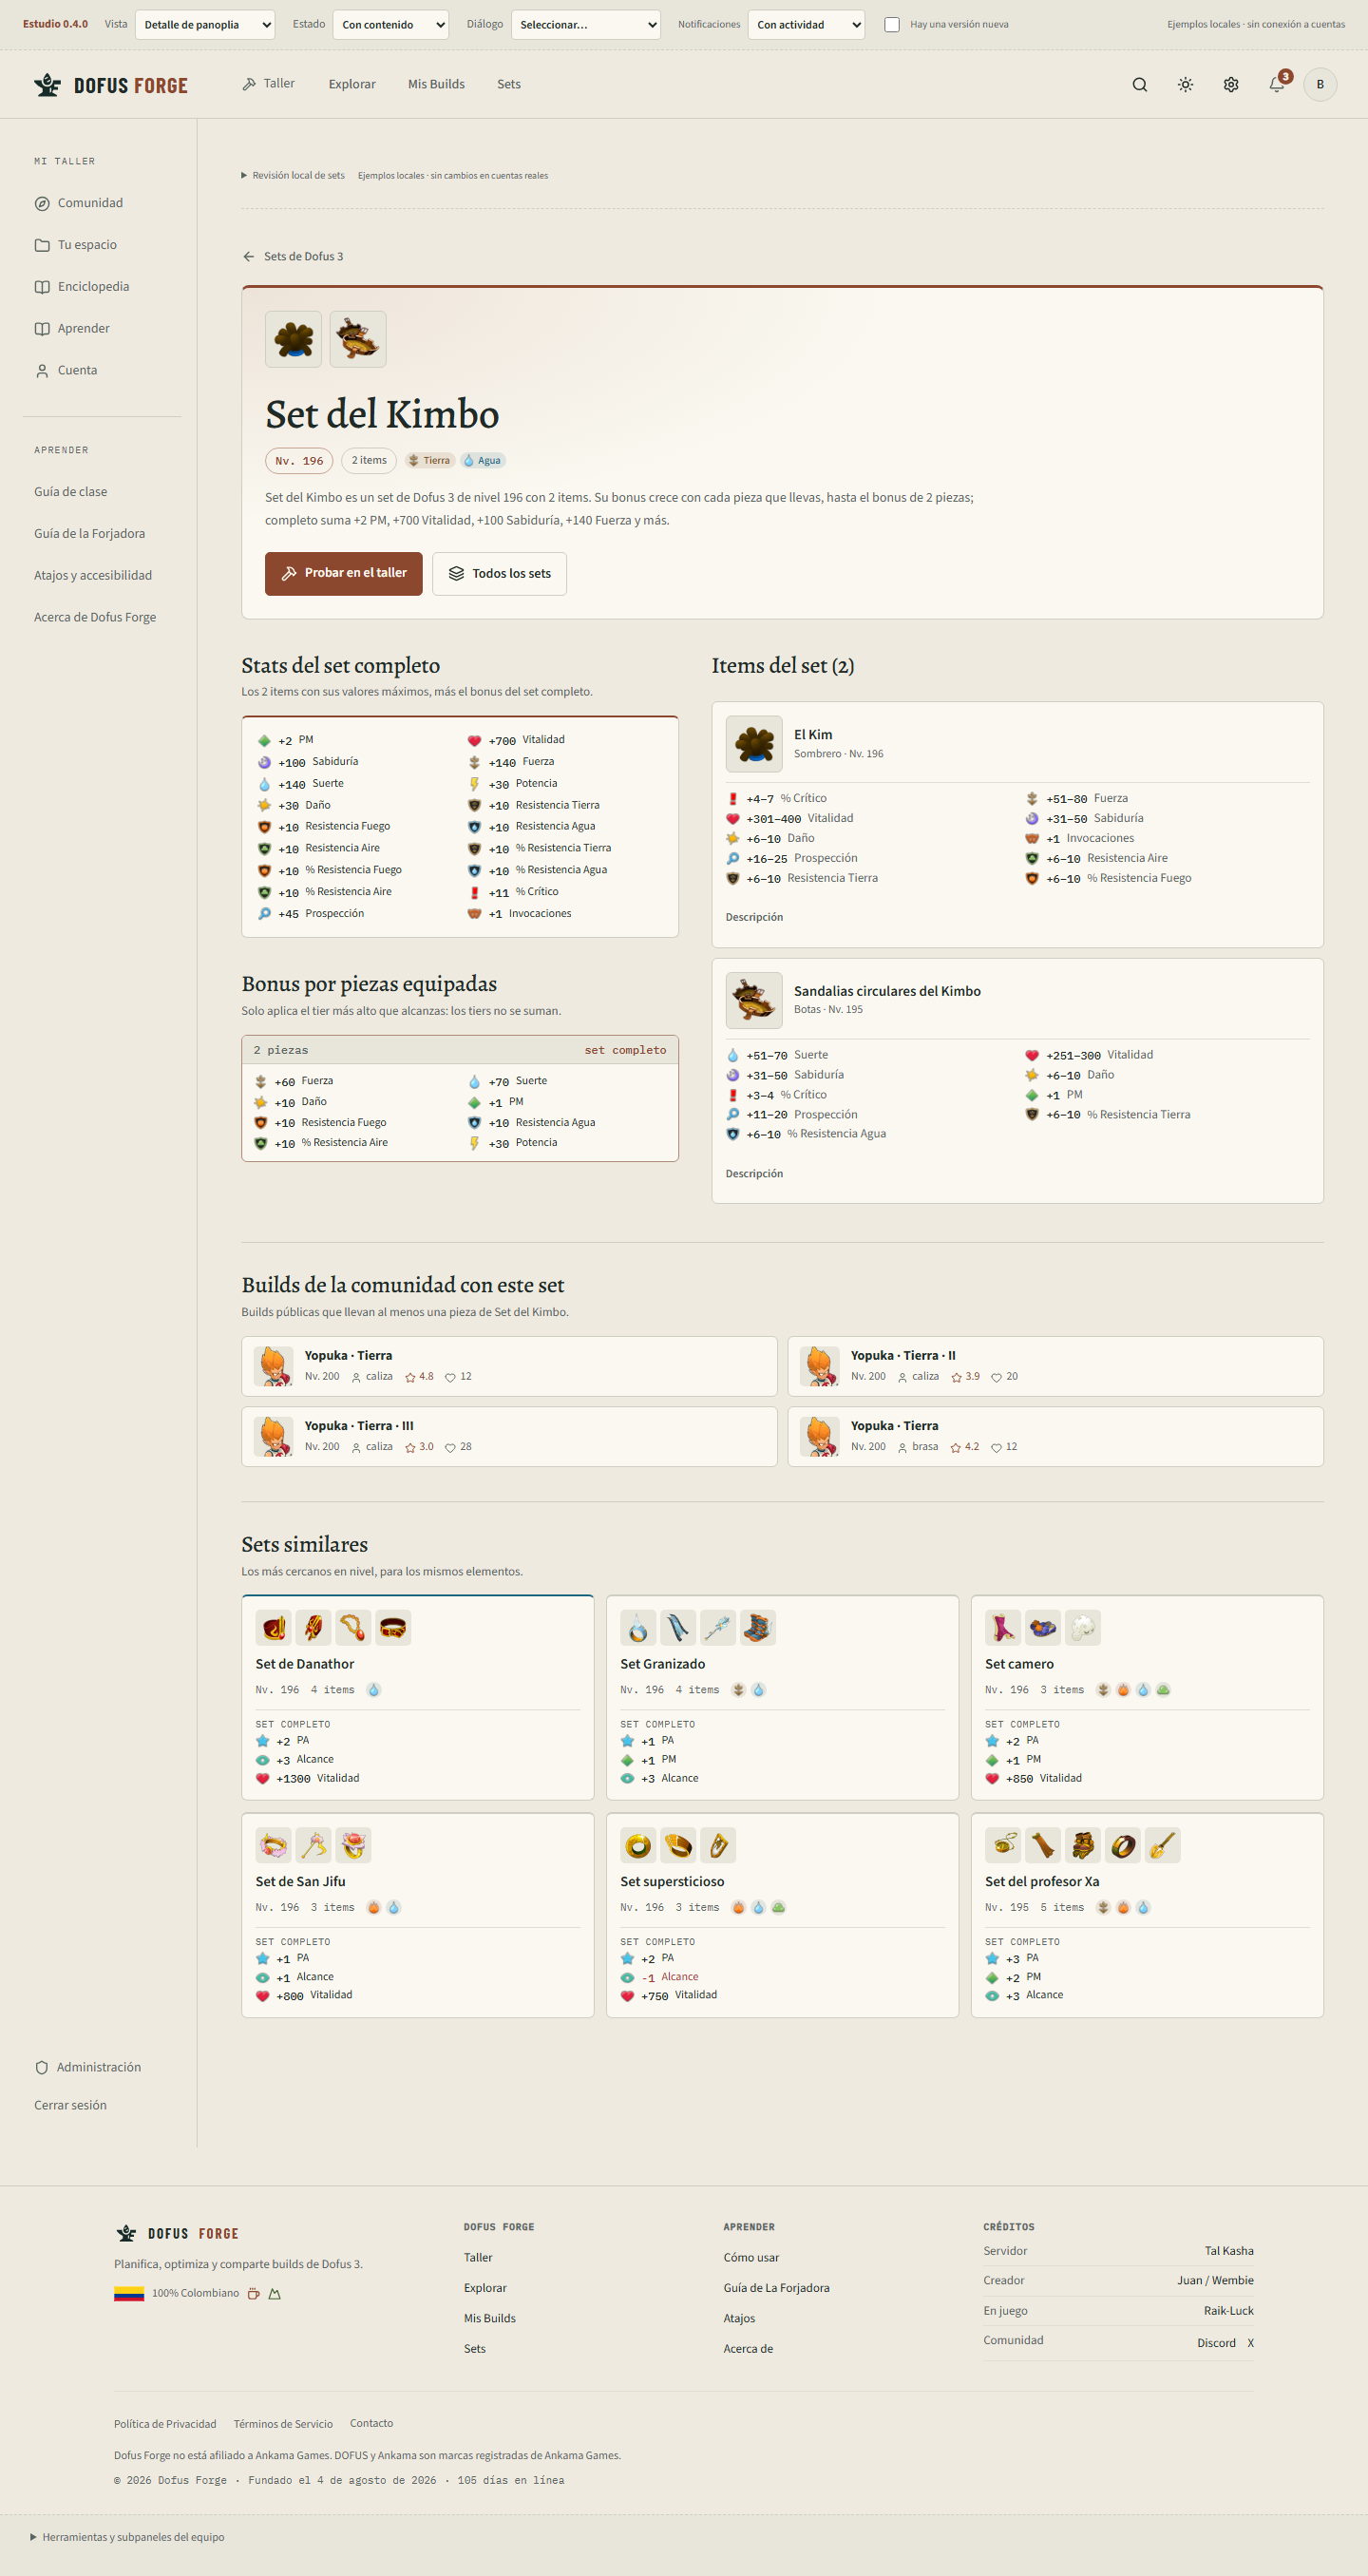 Estudio 0.4.0 Vista Detalle de panoplia Estado Con contenido Diálogo Seleccionar... Notificaciones Con actividad Hay una versión nueva Ejemplos locales · sin conexión a cuentas
DOFUS FORGE Taller Explorar Mis Builds Sets 3 B
MI TALLER
Comunidad
Tu espacio
Enciclopedia
Aprender
Cuenta
APRENDER
Guía de clase
Guía de la Forjadora
Atajos y accesibilidad
Acerca de Dofus Forge
Administración
Cerrar sesión
Revisión local de sets Ejemplos locales · sin cambios en cuentas reales
Sets de Dofus 3
Set del Kimbo
Nv. 196 2 items Tierra Agua
Set del Kimbo es un set de Dofus 3 de nivel 196 con 2 items. Su bonus crece con cada pieza que llevas, hasta el bonus de 2 piezas;
completo suma +2 PM, +700 Vitalidad, +100 Sabiduría, +140 Fuerza y más.
Probar en el taller Todos los sets
Stats del set completo
Los 2 items con sus valores máximos, más el bonus del set completo.
+2 PM +700 Vitalidad
+100 Sabiduría +140 Fuerza
+140 Suerte +30 Potencia
+30 Daño +10 Resistencia Tierra
+10 Resistencia Fuego +10 Resistencia Agua
+10 Resistencia Aire +10 % Resistencia Tierra
+10 % Resistencia Fuego +10 % Resistencia Agua
+10 % Resistencia Aire +11 % Crítico
+45 Prospección +1 Invocaciones
Bonus por piezas equipadas
Solo aplica el tier más alto que alcanzas: los tiers no se suman.
2 piezas set completo
+60 Fuerza +70 Suerte
+10 Daño +1 PM
+10 Resistencia Fuego +10 Resistencia Agua
+10 % Resistencia Aire +30 Potencia
Items del set (2)
El Kim
Sombrero · Nv. 196
+4–7 % Crítico +51–80 Fuerza
+301–400 Vitalidad +31–50 Sabiduría
+6–10 Daño +1 Invocaciones
+16–25 Prospección +6–10 Resistencia Aire
+6–10 Resistencia Tierra +6–10 % Resistencia Fuego
Descripción
Sandalias circulares del Kimbo
Botas · Nv. 195
+51–70 Suerte +251–300 Vitalidad
+31–50 Sabiduría +6–10 Daño
+3–4 % Crítico +1 PM
+11–20 Prospección +6–10 % Resistencia Tierra
+6–10 % Resistencia Agua
Descripción
Builds de la comunidad con este set
Builds públicas que llevan al menos una pieza de Set del Kimbo.
Yopuka · Tierra
Nv. 200 caliza 4.8 12
Yopuka · Tierra · II
Nv. 200 caliza 3.9 20
Yopuka · Tierra · III
Nv. 200 caliza 3.0 28
Yopuka · Tierra
Nv. 200 brasa 4.2 12
Sets similares
Los más cercanos en nivel, para los mismos elementos.
Set de Danathor
Nv. 196 4 items
SET COMPLETO
+2 PA
+3 Alcance
+1300 Vitalidad
Set Granizado
Nv. 196 4 items
SET COMPLETO
+1 PA
+1 PM
+3 Alcance
Set camero
Nv. 196 3 items
SET COMPLETO
+2 PA
+1 PM
+850 Vitalidad
Set de San Jifu
Nv. 196 3 items
SET COMPLETO
+1 PA
+1 Alcance
+800 Vitalidad
Set supersticioso
Nv. 196 3 items
SET COMPLETO
+2 PA
-1 Alcance
+750 Vitalidad
Set del profesor Xa
Nv. 195 5 items
SET COMPLETO
+3 PA
+2 PM
+3 Alcance
DOFUS FORGE
Planifica, optimiza y comparte builds de Dofus 3.
100% Colombiano
DOFUS FORGE
Taller
Explorar
Mis Builds
Sets
APRENDER
Cómo usar
Guía de La Forjadora
Atajos
Acerca de
CRÉDITOS
Servidor Tal Kasha
Creador Juan / Wembie
En juego Raik-Luck
Comunidad Discord X
Política de Privacidad Términos de Servicio Contacto
Dofus Forge no está afiliado a Ankama Games. DOFUS y Ankama son marcas registradas de Ankama Games.
© 2026 Dofus Forge · Fundado el 4 de agosto de 2026 · 105 días en línea
Herramientas y subpaneles del equipo